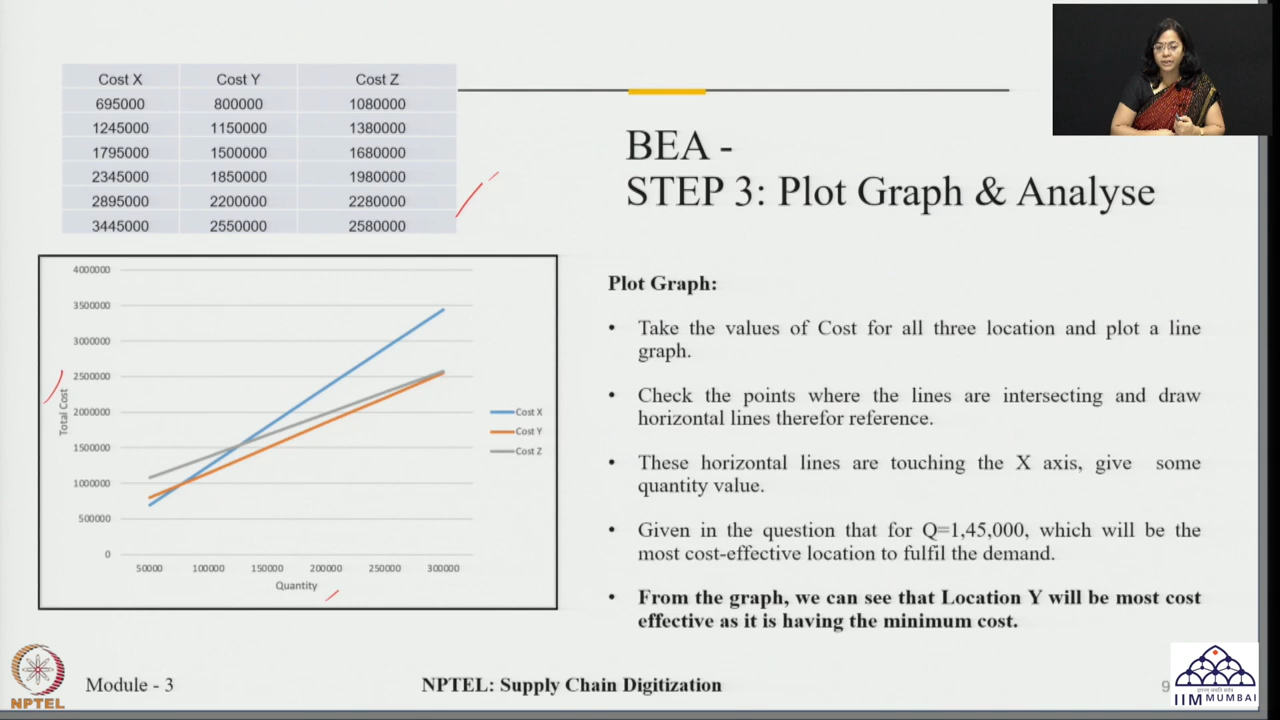 Cost X Cost Y Cost Z
695000 800000 1080000
1245000 1150000 1380000
1795000 1500000 1680000
2345000 1850000 1980000
2895000 2200000 2280000
3445000 2550000 2580000
BEA -
STEP 3: Plot Graph & Analyse
4000000
3500000
3000000
2500000
2000000
1500000
1000000
500000
0
Total Cost
50000 100000 150000 200000 250000 300000
Quantity
Cost X
Cost Y
Cost Z
Plot Graph:
• Take the values of Cost for all three location and plot a line
graph.
• Check the points where the lines are intersecting and draw
horizontal lines therefor reference.
• These horizontal lines are touching the X axis, give some
quantity value.
• Given in the question that for Q=1,45,000, which will be the
most cost-effective location to fulfil the demand.
• From the graph, we can see that Location Y will be most cost
effective as it is having the minimum cost.
NPTEL
Module - 3
NPTEL: Supply Chain Digitization
9
IIM MUMBAI